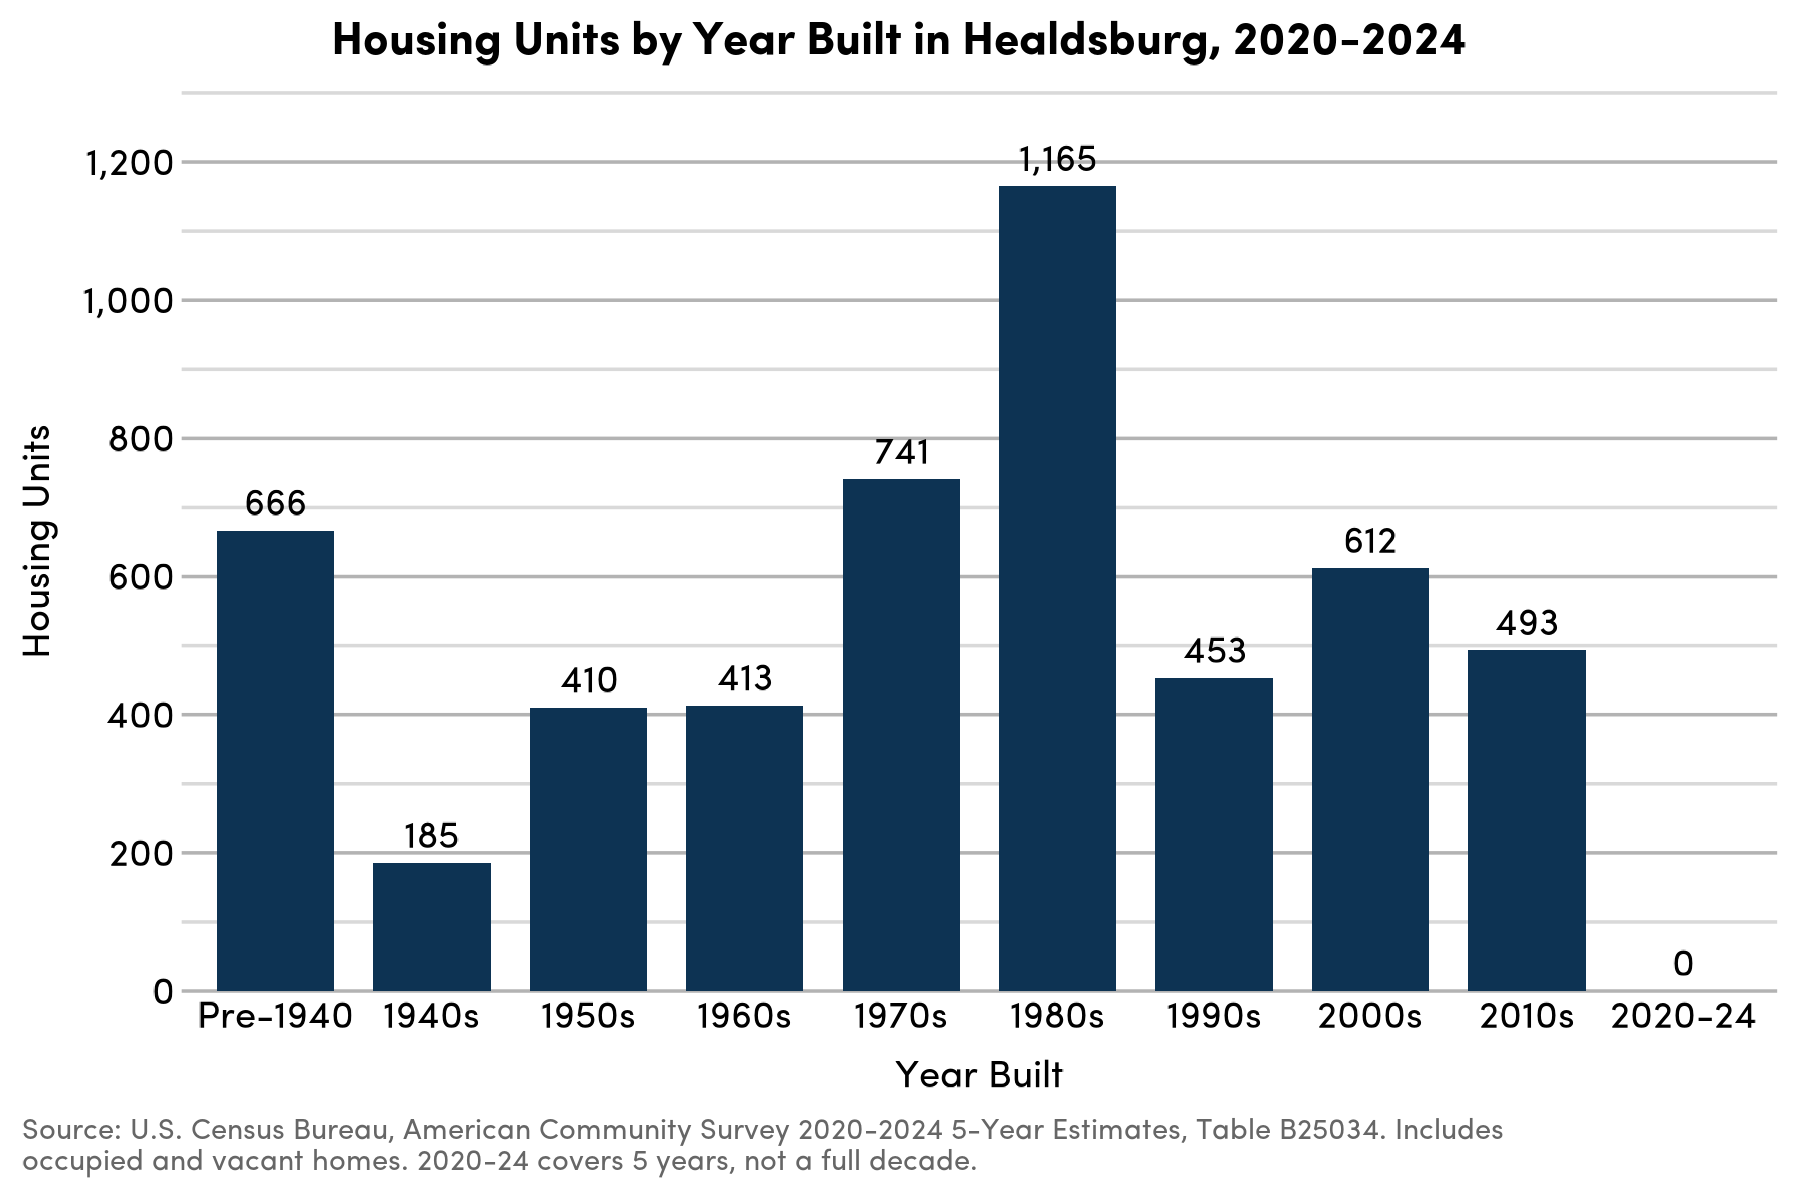 Housing Units by Year Built in Healdsburg, 2020-2024
Housing Units
1,200
1,000
800
600
400
200
0
666
185
410
413
741
1,165
453
612
493
0
Pre-1940
1940s
1950s
1960s
1970s
1980s
1990s
2000s
2010s
2020-24
Year Built
Source: U.S. Census Bureau, American Community Survey 2020-2024 5-Year Estimates, Table B25034. Includes
occupied and vacant homes. 2020-24 covers 5 years, not a full decade.